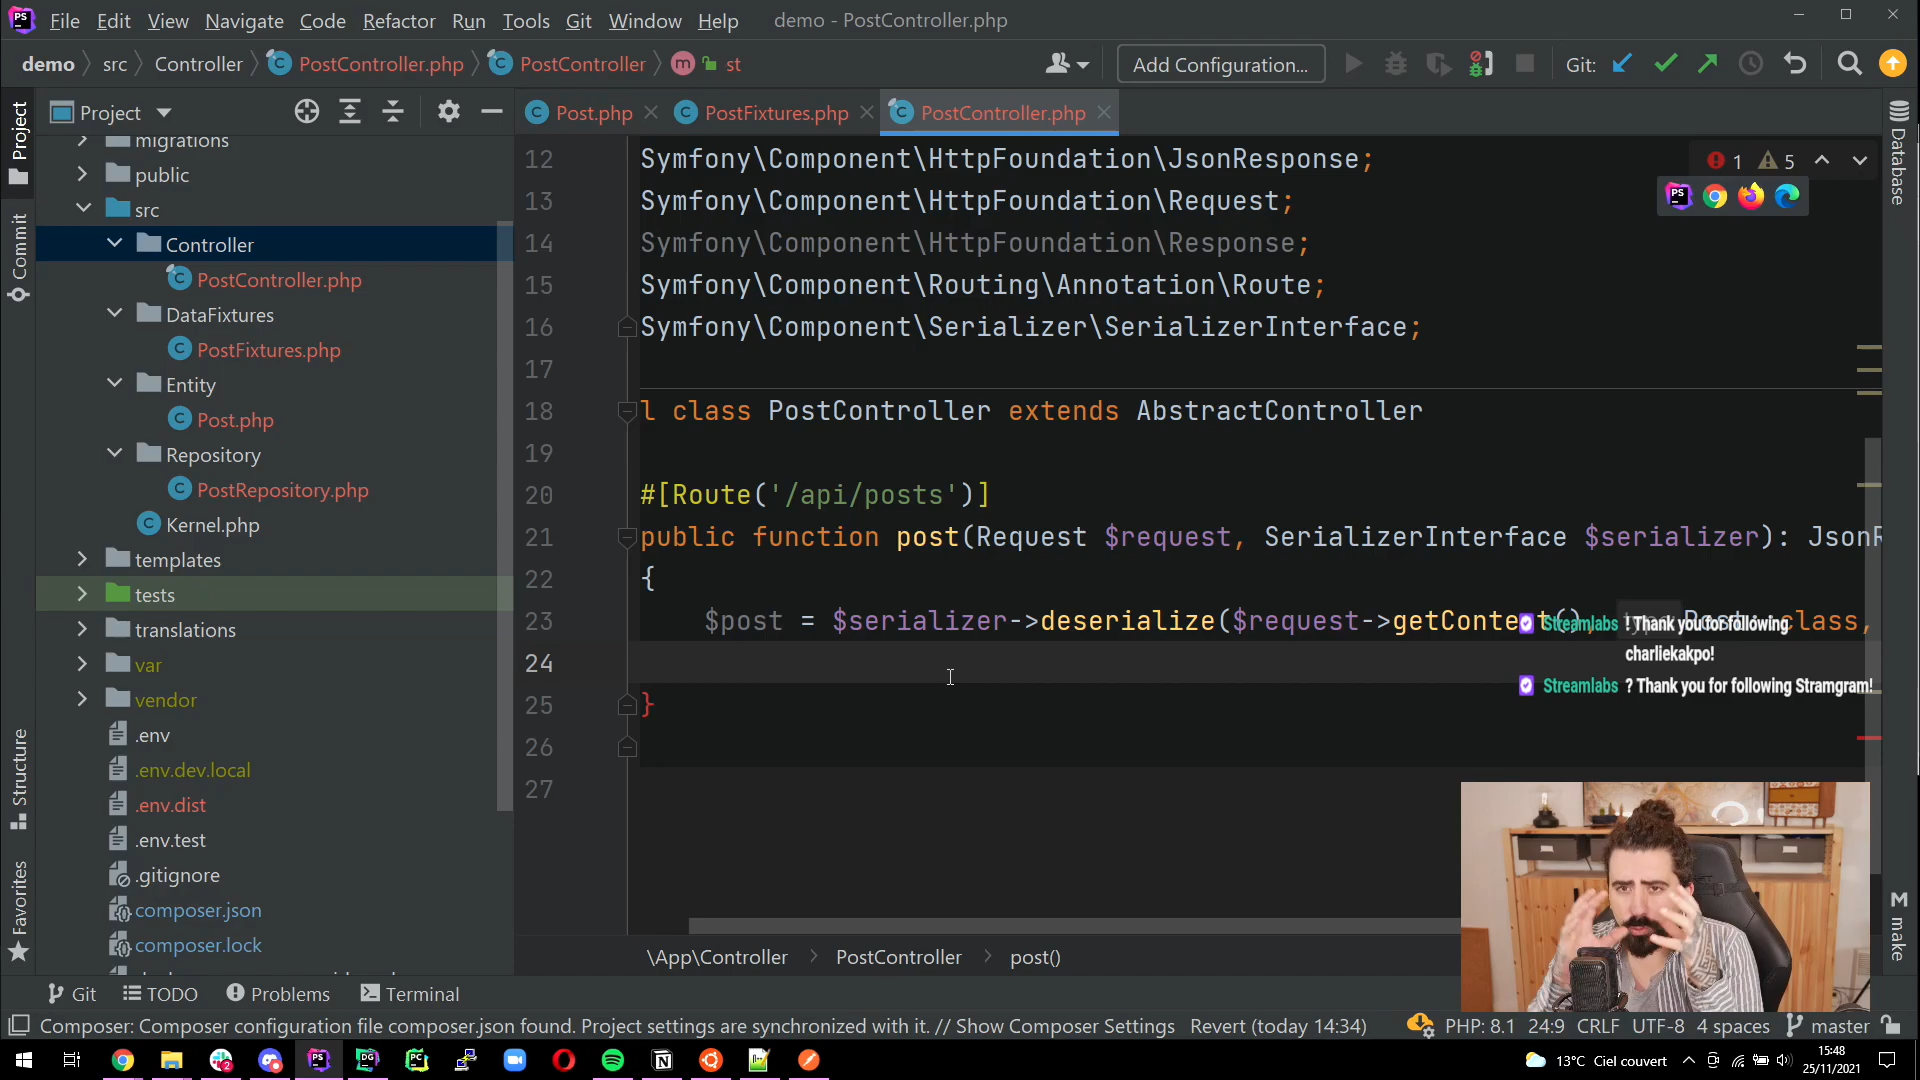 File Edit View Navigate Code Refactor Run Tools Git Window Help demo - PostController.php
demo src Controller PostController.php PostController m st Add Configuration... Git:
Project
Post.php PostFixtures.php PostController.php
migrations
public
src
Controller
PostController.php
DataFixtures
PostFixtures.php
Entity
Post.php
Repository
PostRepository.php
Kernel.php
templates
tests
translations
var
vendor
.env
.env.dev.local
.env.dist
.env.test
.gitignore
composer.json
composer.lock
Project
Commit
Structure
Favorites
1 5
12 Symfony\Component\HttpFoundation\JsonResponse;
13 Symfony\Component\HttpFoundation\Request;
14 Symfony\Component\HttpFoundation\Response;
15 Symfony\Component\Routing\Annotation\Route;
16 Symfony\Component\Serializer\SerializerInterface;
17
18 l class PostController extends AbstractController
19
20 #[Route('/api/posts')]
21 public function post(Request $request, SerializerInterface $serializer): JsonR
22 {
23 $post = $serializer->deserialize($request->getContent(), Post::class,
24
25 }
26
27
Streamlabs ! Thank you for following
charliekakpo!
Streamlabs ? Thank you for following Stramgram!
Database
make
\App\Controller PostController post()
Git TODO Problems Terminal
Composer: Composer configuration file composer.json found. Project settings are synchronized with it. // Show Composer Settings Revert (today 14:34) PHP: 8.1 24:9 CRLF UTF-8 4 spaces master
13°C Ciel couvert 15:48
25/11/2021